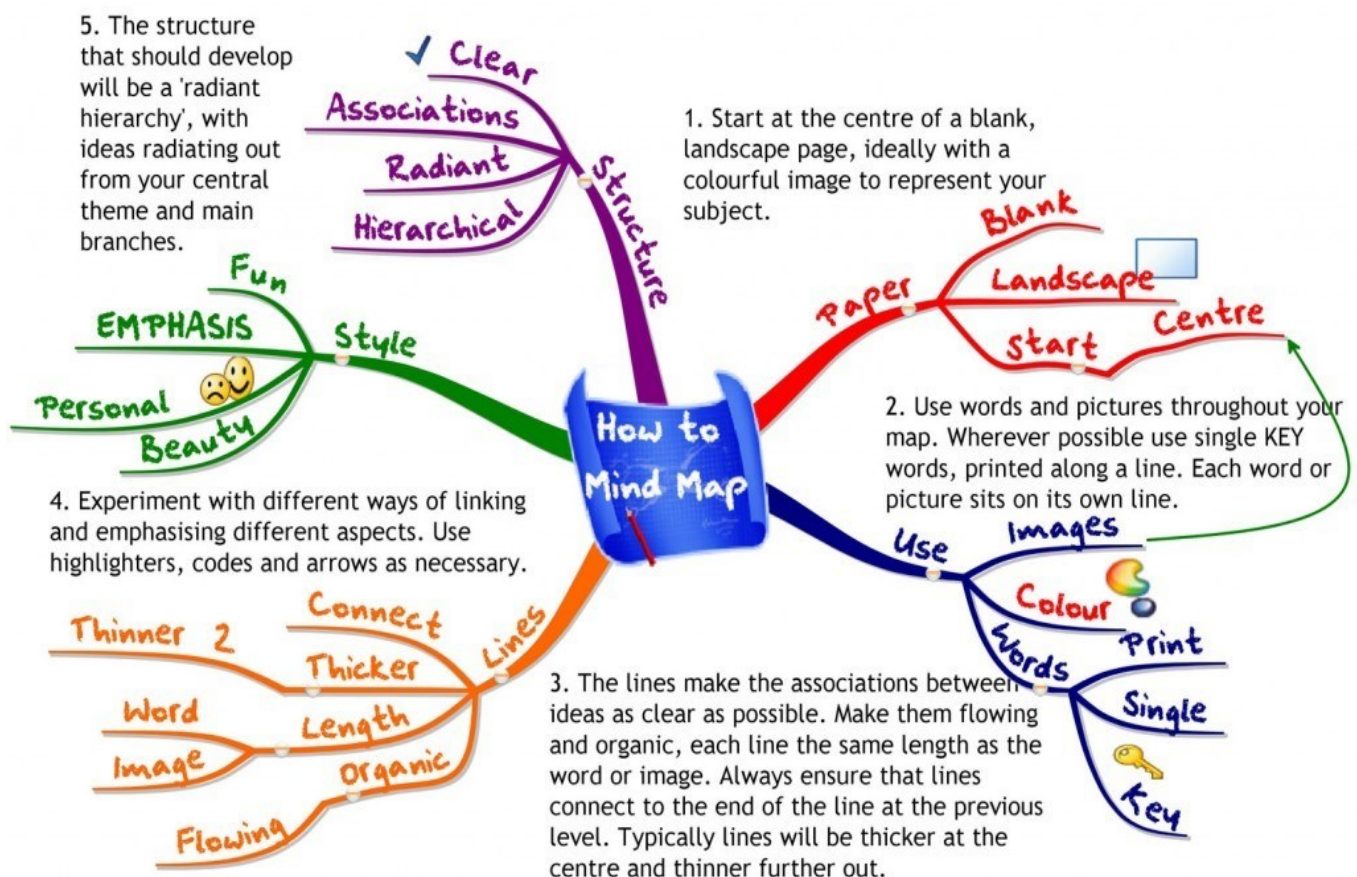 How to
Mind Map
1. Start at the centre of a blank,
landscape page, ideally with a
colourful image to represent your
subject.
Paper
Blank
Landscape
Start
Centre
2. Use words and pictures throughout your
map. Wherever possible use single KEY
words, printed along a line. Each word or
picture sits on its own line.
Use
Images
Colour
Words
Print
Single
Key
3. The lines make the associations between
ideas as clear as possible. Make them flowing
and organic, each line the same length as the
word or image. Always ensure that lines
connect to the end of the line at the previous
level. Typically lines will be thicker at the
centre and thinner further out.
Lines
Connect
Thicker
Thinner 2
Length
Word
Image
Organic
Flowing
4. Experiment with different ways of linking
and emphasising different aspects. Use
highlighters, codes and arrows as necessary.
Style
Fun
EMPHASIS
Personal
Beauty
5. The structure
that should develop
will be a 'radiant
hierarchy', with
ideas radiating out
from your central
theme and main
branches.
Structure
Clear
Associations
Radiant
Hierarchical